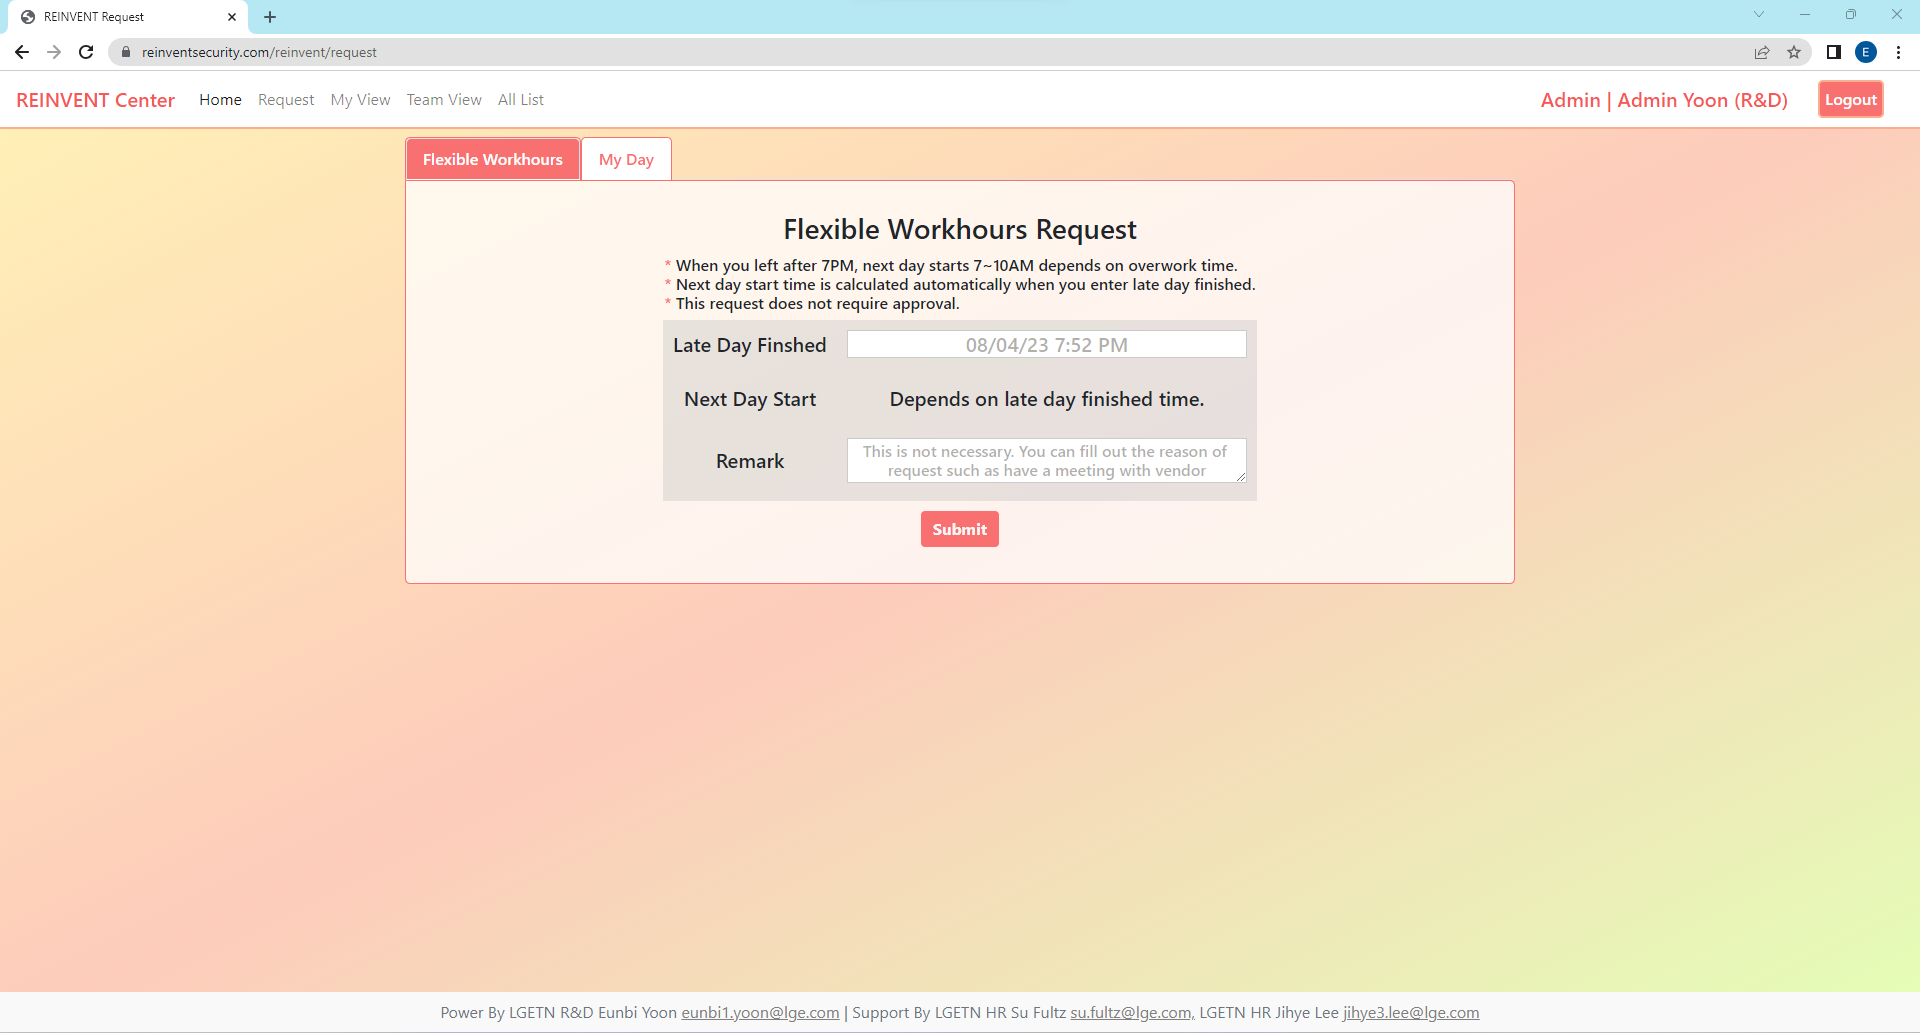 REINVENT Request
reinventsecurity.com/reinvent/request
E
REINVENT Center Home Request My View Team View All List Admin | Admin Yoon (R&D) Logout
Flexible Workhours My Day
Flexible Workhours Request
* When you left after 7PM, next day starts 7~10AM depends on overwork time.
* Next day start time is calculated automatically when you enter late day finished.
* This request does not require approval.
Late Day Finshed 08/04/23 7:52 PM
Next Day Start Depends on late day finished time.
Remark This is not necessary. You can fill out the reason of
request such as have a meeting with vendor
Submit
Power By LGETN R&D Eunbi Yoon eunbi1.yoon@lge.com | Support By LGETN HR Su Fultz su.fultz@lge.com, LGETN HR Jihye Lee jihye3.lee@lge.com